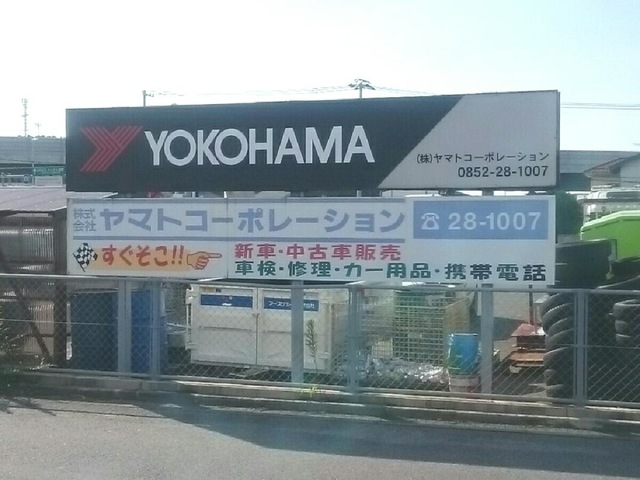 YOKOHAMA
(株)ヤマトコーポレーション
0852-28-1007
株式会社 ヤマトコーポレーション ☎ 28-1007
すぐそこ!! 新車・中古車販売
車検・修理・カー用品・携帯電話